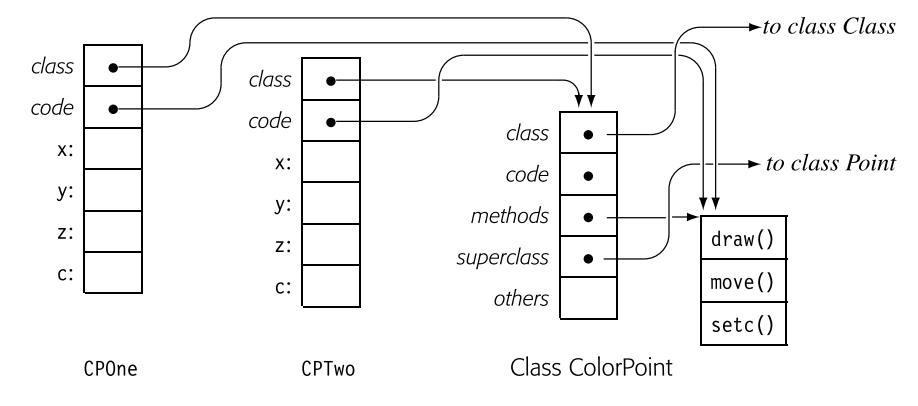 to class Class
class
code
x:
y:
z:
c:
CPOne
class
code
x:
y:
z:
c:
CPTwo
class
code
methods
superclass
others
Class ColorPoint
to class Point
draw()
move()
setc()